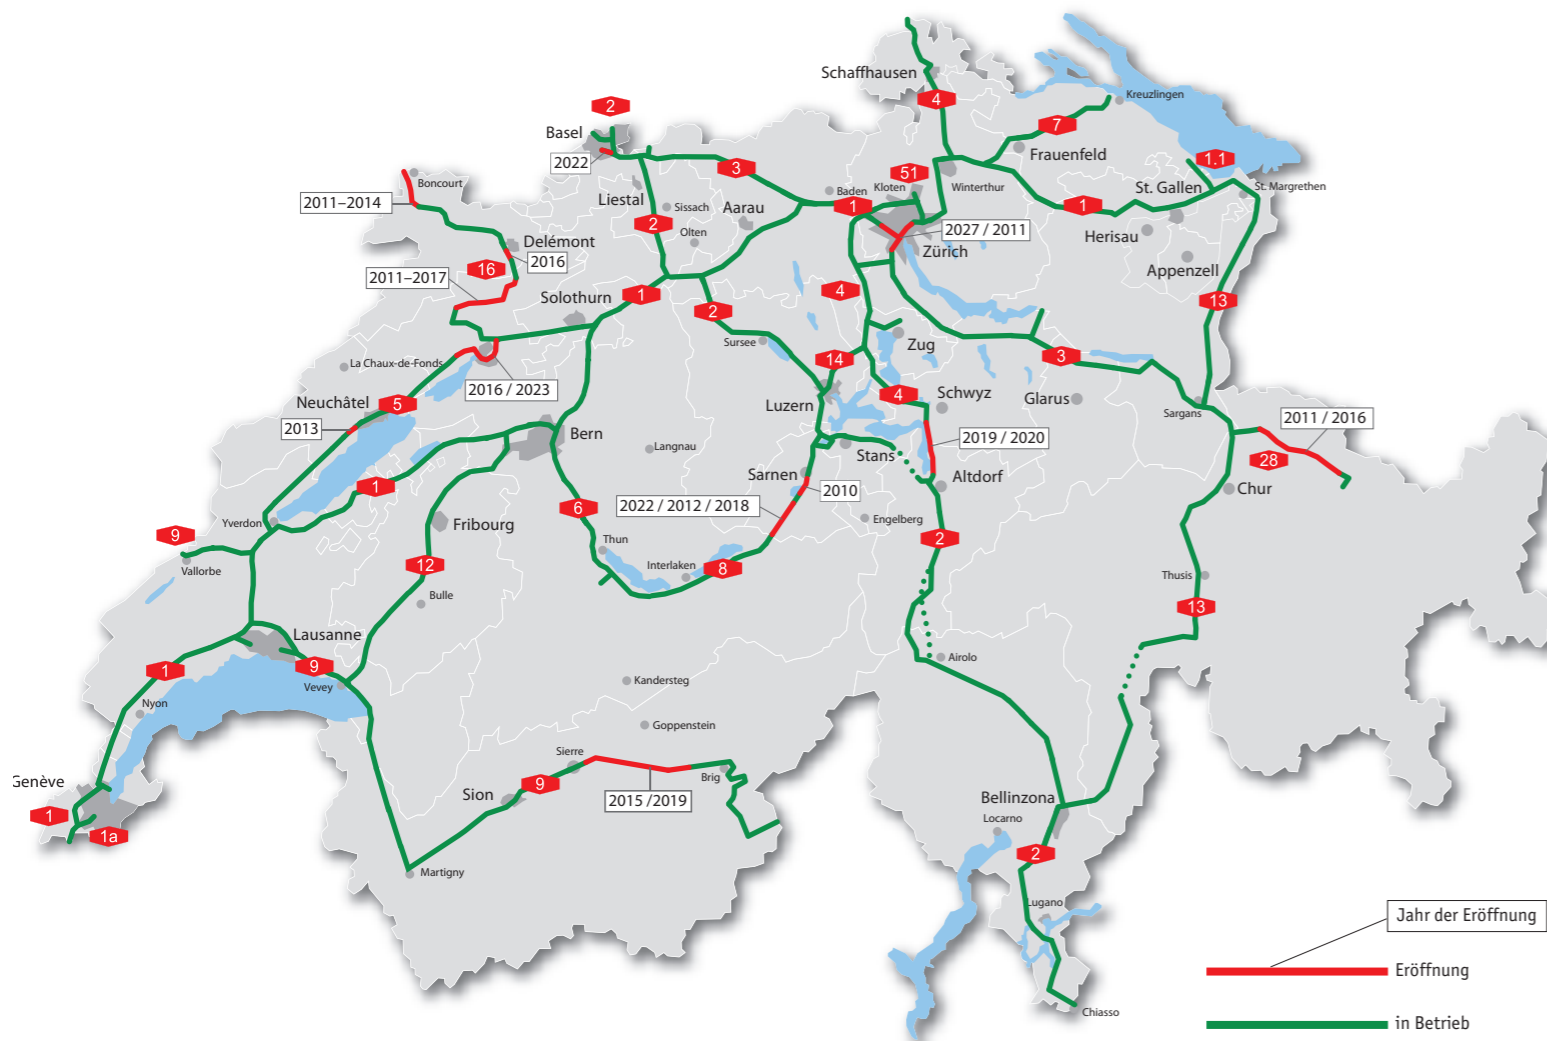 Schaffhausen
4
Kreuzlingen
2
Basel
7
Frauenfeld
1.1
2022
3
51
St. Gallen
Boncourt
Baden
Kloten
Winterthur
St. Margrethen
2011–2014
Liestal
Sissach
Aarau
1
1
2
Olten
2027 / 2011
Herisau
Delémont
Zürich
2016
16
Appenzell
2011–2017
4
13
Solothurn
1
2
Sursee
Zug
3
La Chaux-de-Fonds
14
2016 / 2023
4
Schwyz
Glarus
Neuchâtel
5
Luzern
Sargans
2013
Bern
2011 / 2016
Langnau
Stans
2019 / 2020
28
Sarnen
Altdorf
1
2010
Chur
2022 / 2012 / 2018
6
Yverdon
Fribourg
Engelberg
9
2
Thun
Vallorbe
12
8
Interlaken
Thusis
Bulle
13
Lausanne
1
9
Airolo
Vevey
Kandersteg
Nyon
Goppenstein
Sierre
Genève
9
Brig
Sion
2015 /2019
Bellinzona
1
Locarno
1a
2
Martigny
Lugano
Jahr der Eröffnung
Eröffnung
Chiasso
in Betrieb